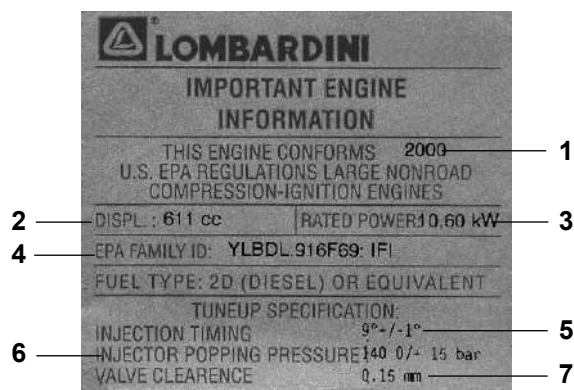 ® LOMBARDINI
IMPORTANT ENGINE
INFORMATION
THIS ENGINE CONFORMS 2000 1
U.S. EPA REGULATIONS LARGE NONROAD
COMPRESSION-IGNITION ENGINES
2 DISPL.: 611 cc RATED POWER: 10,60 kW 3
4 EPA FAMILY ID: YLBDL.916F69: IFI
FUEL TYPE: 2D (DIESEL) OR EQUIVALENT
TUNEUP SPECIFICATION:
INJECTION TIMING 9°+/-1° 5
6 INJECTOR POPPING PRESSURE 140 0/+ 15 bar
VALVE CLEARENCE 0.15 mm 7